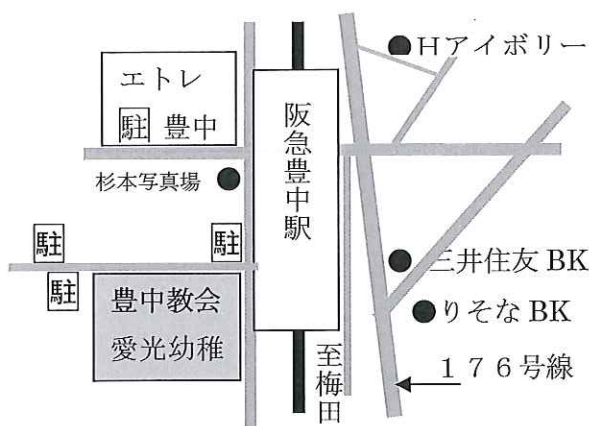 エトレ
駐 豊中
杉本写真場
駐
駐
駐
豊中教会
愛光幼稚
阪急豊中駅
至梅田
Hアイボリー
三井住友BK
りそなBK
176号線